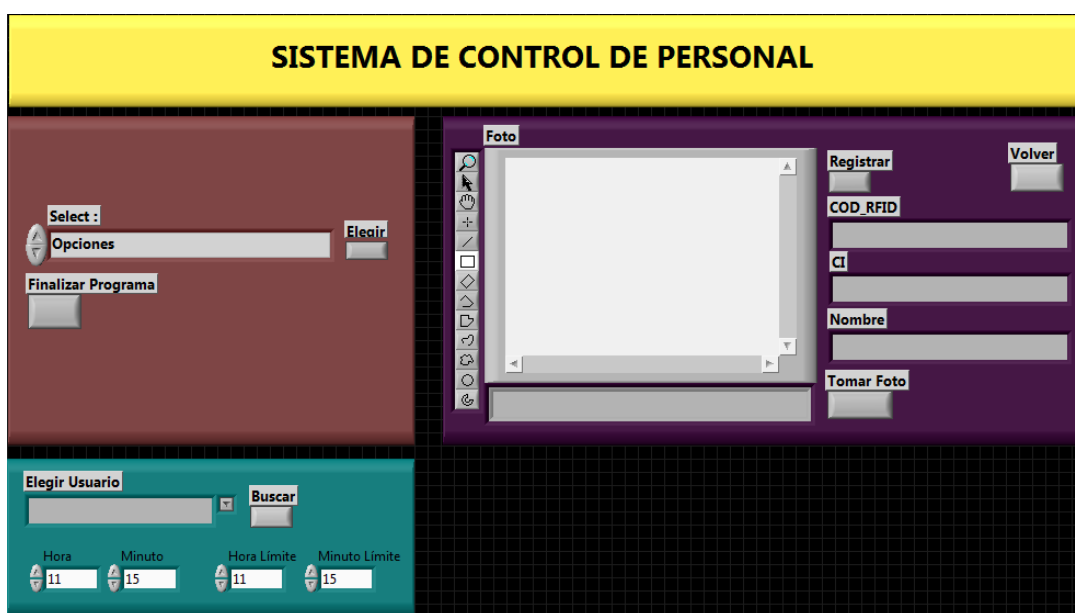 SISTEMA DE CONTROL DE PERSONAL
Select :
Opciones
Elegir
Finalizar Programa
Foto
Registrar
Volver
COD_RFID
CI
Nombre
Tomar Foto
Elegir Usuario
Buscar
Hora
Minuto
Hora Límite
Minuto Límite
11
15
11
15